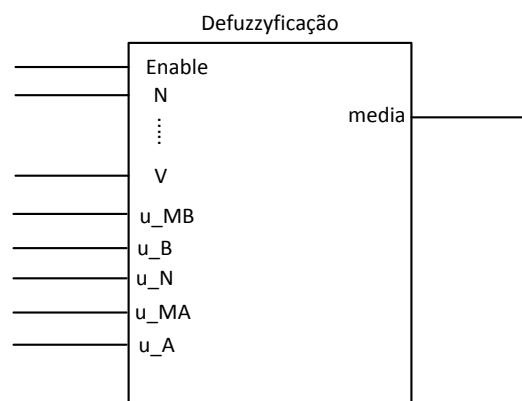 Defuzzyficação
Enable
N
media
V
u_MB
u_B
u_N
u_MA
u_A